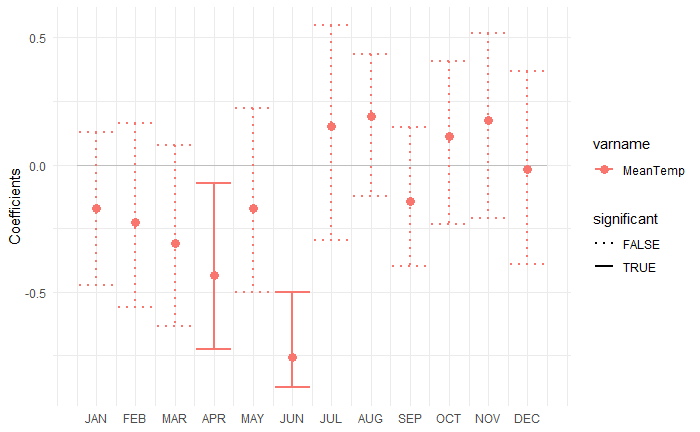 0.5
0.0
-0.5
Coefficients
JAN FEB MAR APR MAY JUN JUL AUG SEP OCT NOV DEC
varname
MeanTemp
significant
FALSE
TRUE